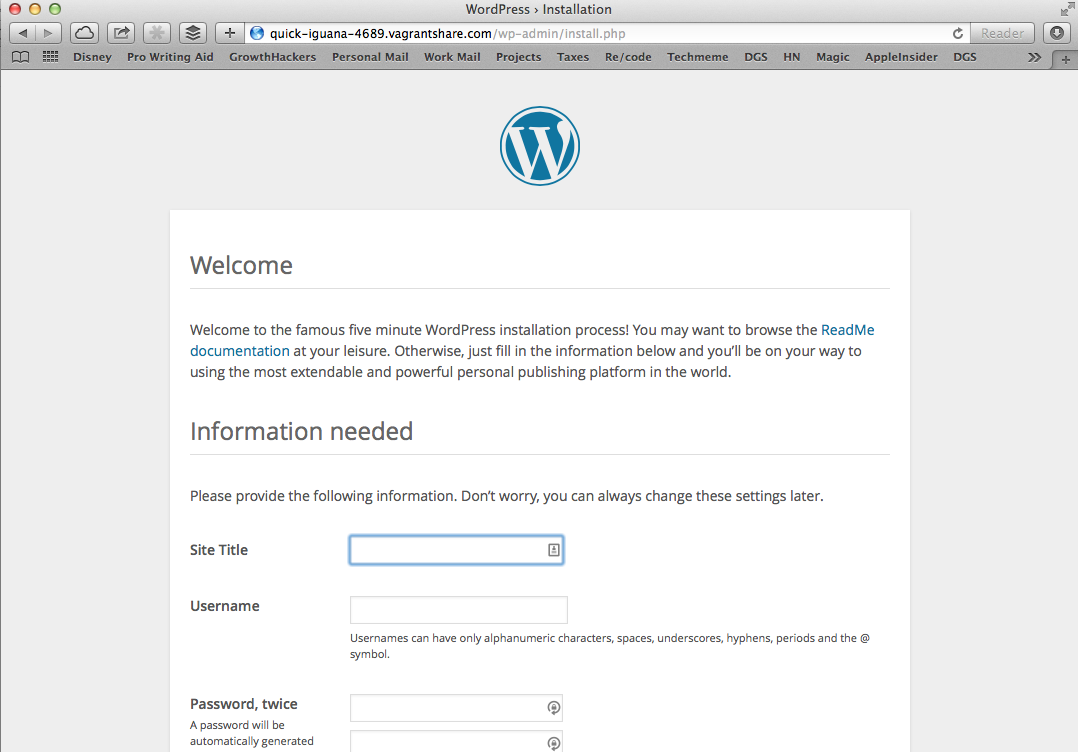 WordPress › Installation
quick-iguana-4689.vagrantshare.com/wp-admin/install.php
Reader
Disney Pro Writing Aid GrowthHackers Personal Mail Work Mail Projects Taxes Re/code Techmeme DGS HN Magic AppleInsider DGS
Welcome
Welcome to the famous five minute WordPress installation process! You may want to browse the ReadMe
documentation at your leisure. Otherwise, just fill in the information below and you’ll be on your way to
using the most extendable and powerful personal publishing platform in the world.
Information needed
Please provide the following information. Don’t worry, you can always change these settings later.
Site Title
Username
Usernames can have only alphanumeric characters, spaces, underscores, hyphens, periods and the @
symbol.
Password, twice
A password will be
automatically generated